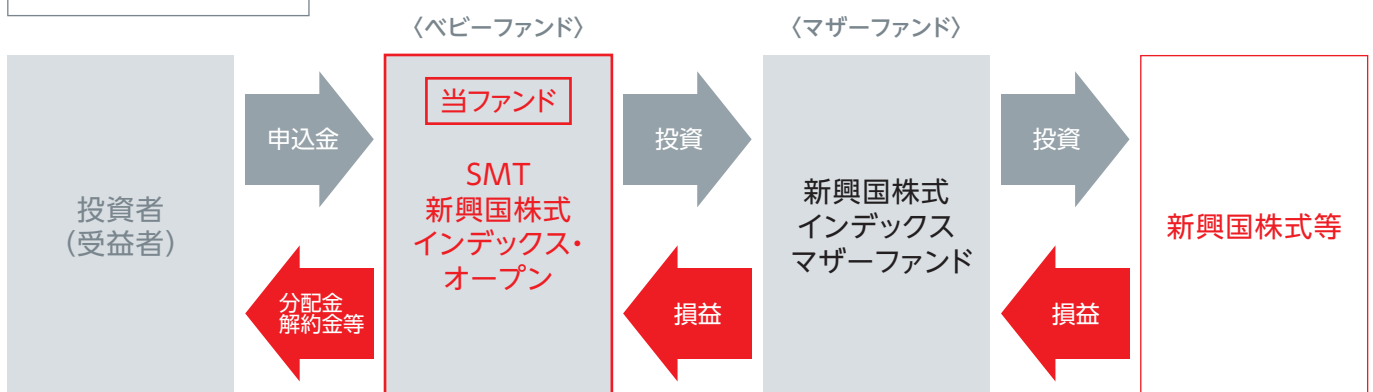 〈ベビーファンド〉
〈マザーファンド〉
投資者
(受益者)
申込金
分配金
解約金等
当ファンド
SMT
新興国株式
インデックス・
オープン
投資
損益
新興国株式
インデックス
マザーファンド
投資
損益
新興国株式等